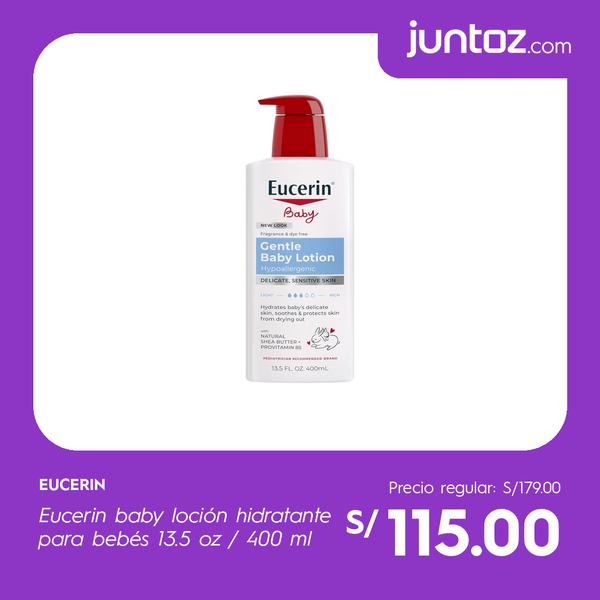 juntoz.com
Eucerin®
Baby
NEW LOOK
Fragrance & dye free
Gentle
Baby Lotion
Hypoallergenic
DELICATE, SENSITIVE SKIN
LIGHT RICH
Hydrates baby's delicate
skin, soothes & protects skin
from drying out
with
NATURAL
SHEA BUTTER +
PROVITAMIN B5
PEDIATRICIAN RECOMMENDED BRAND
13.5 FL. OZ. 400mL
EUCERIN
Eucerin baby loción hidratante
para bebés 13.5 oz / 400 ml
Precio regular: S/179.00
S/ 115.00